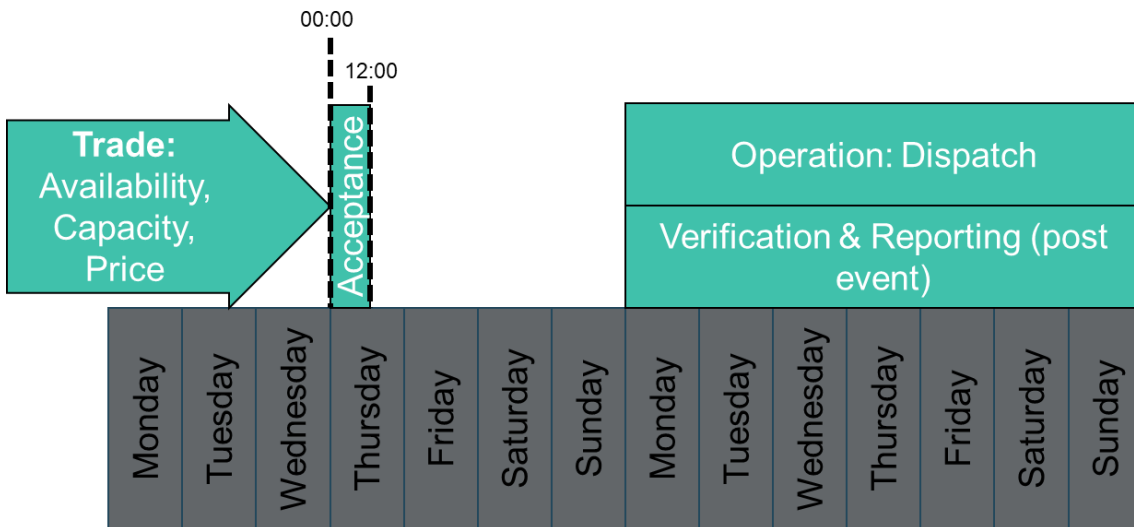 00:00
12:00
Trade:
Availability,
Capacity,
Price
Acceptance
Operation: Dispatch
Verification & Reporting (post
event)
Monday
Tuesday
Wednesday
Thursday
Friday
Saturday
Sunday
Monday
Tuesday
Wednesday
Thursday
Friday
Saturday
Sunday